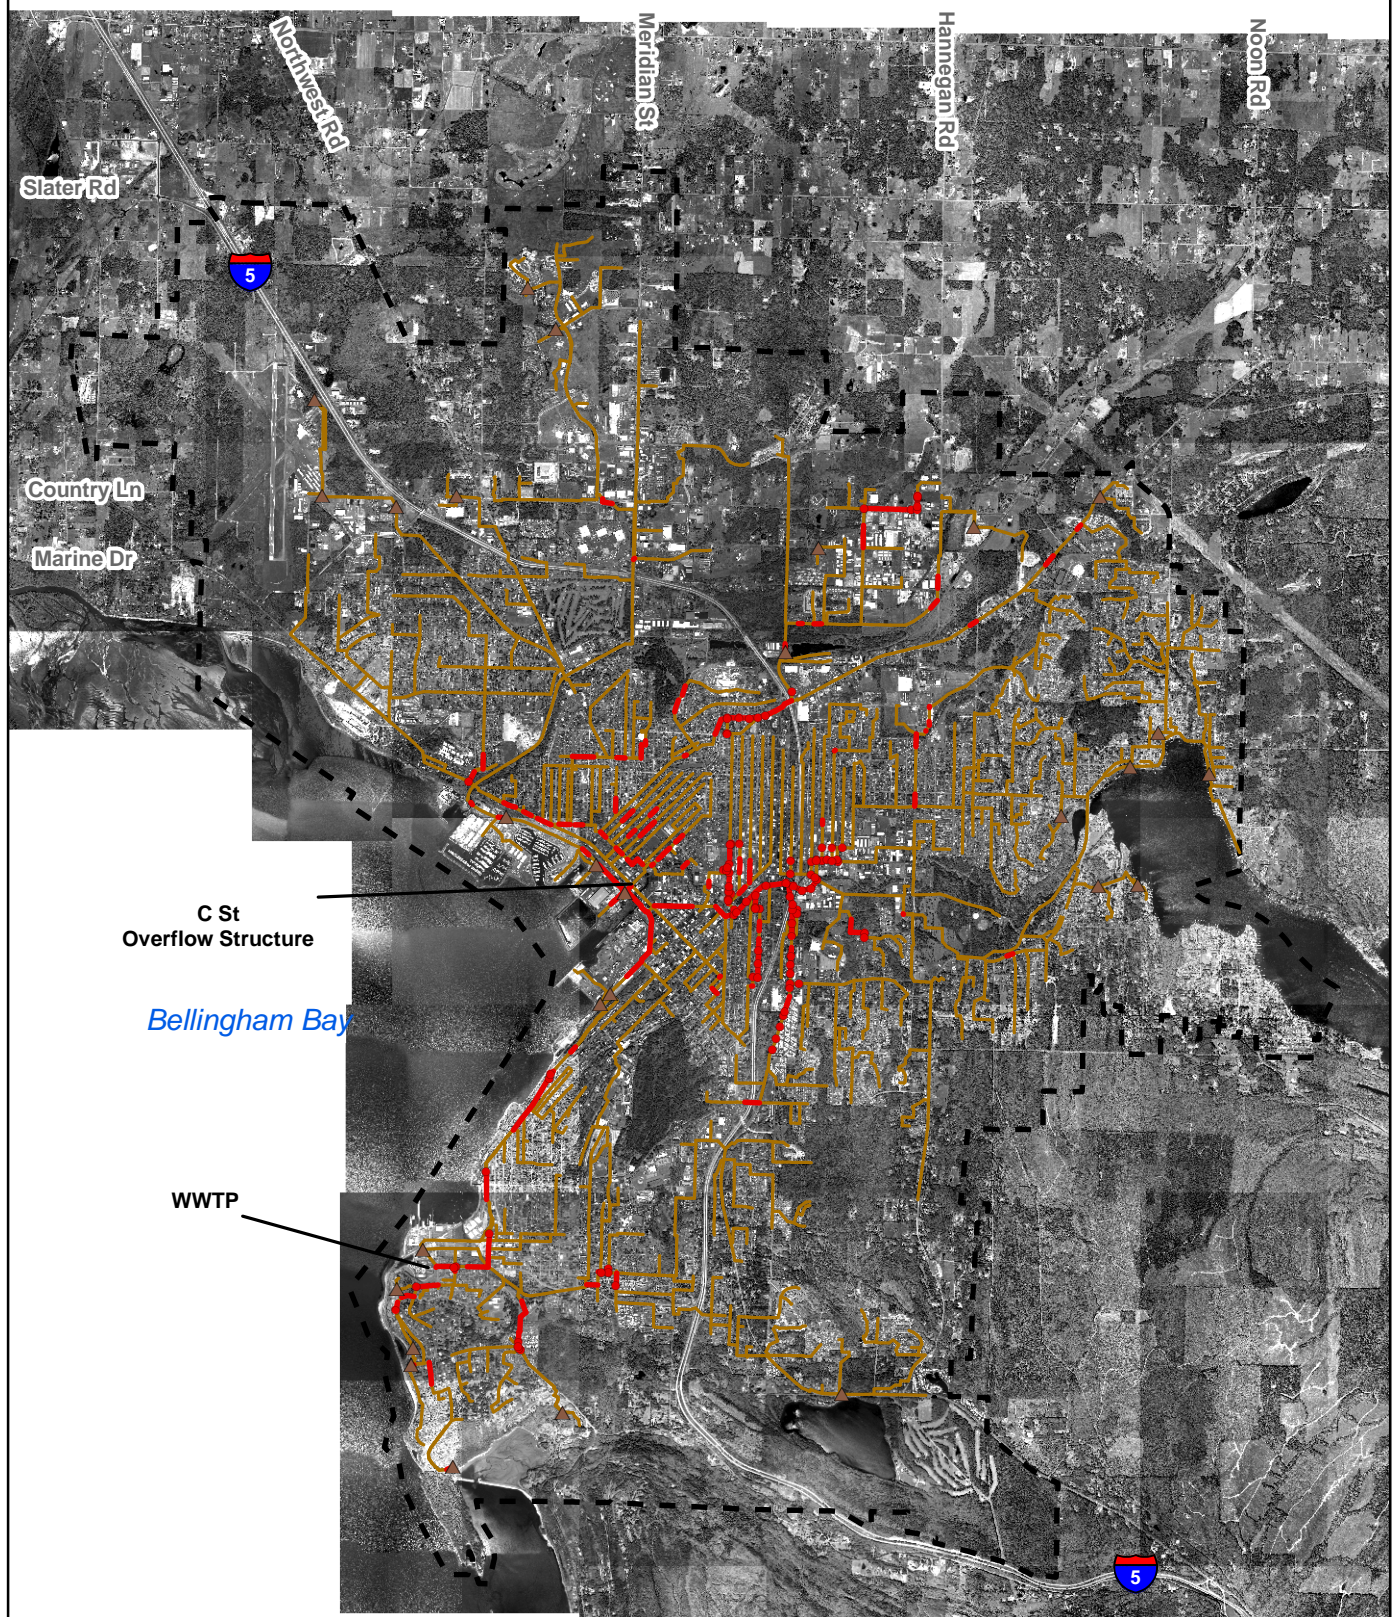 Northwest Rd
Meridian St
Hannegan Rd
Noon Rd
Slater Rd
5
Country Ln
Marine Dr
C St
Overflow Structure
Bellingham Bay
WWTP
5